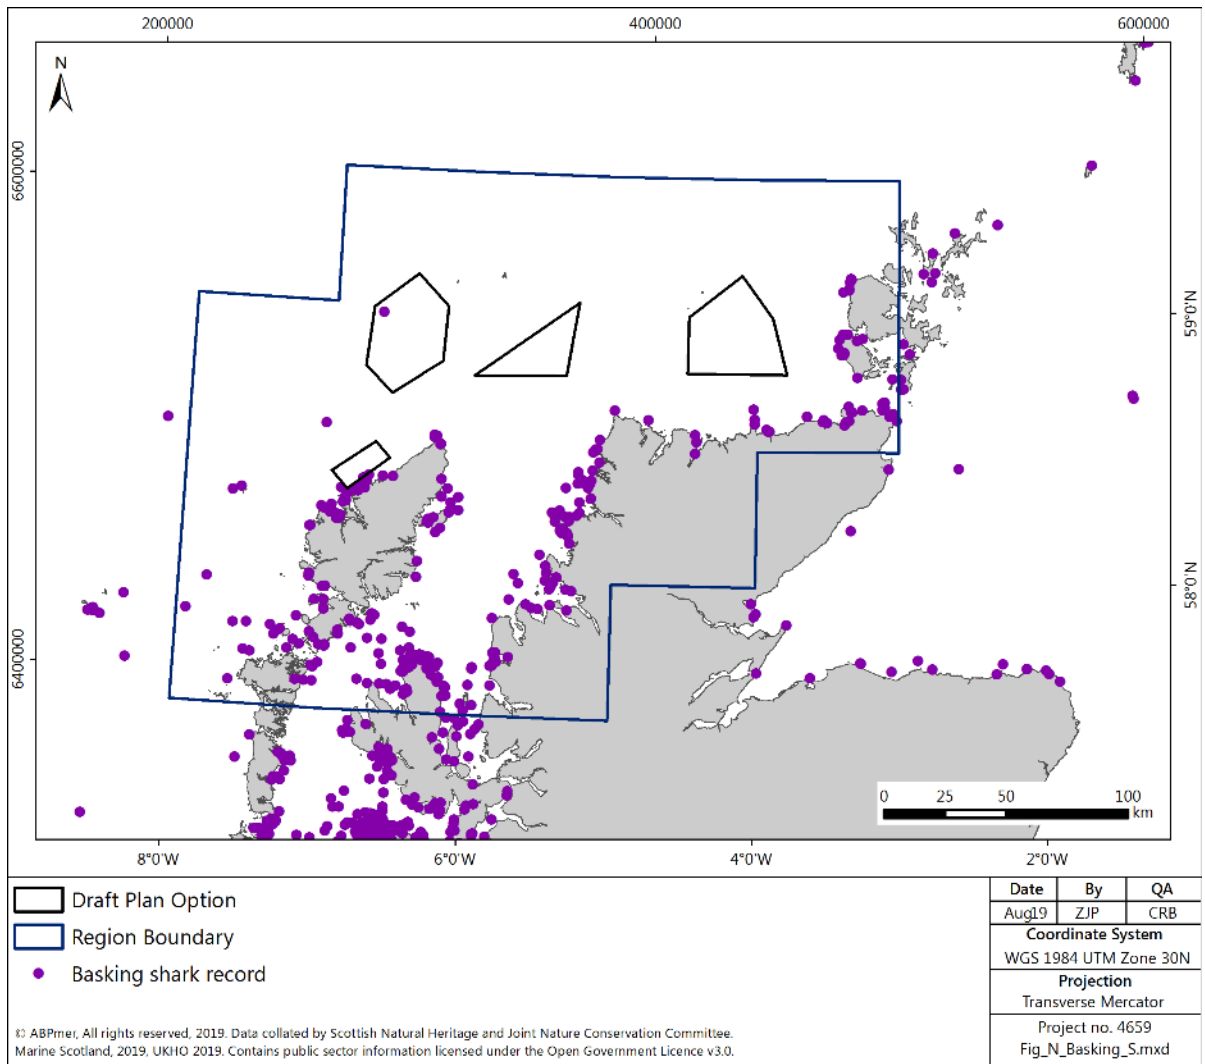 200000 400000 600000
N
6600000
59°0'N
58°0'N
6400000
0 25 50 100
km
8°0'W 6°0'W 4°0'W 2°0'W
Draft Plan Option
Region Boundary
Basking shark record
Date By QA
Aug19 ZJP CRB
Coordinate System
WGS 1984 UTM Zone 30N
Projection
Transverse Mercator
Project no. 4659
Fig_N_Basking_S.mxd
© ABPmer, All rights reserved, 2019. Data collated by Scottish Natural Heritage and Joint Nature Conservation Committee.
Marine Scotland, 2019, UKHO 2019. Contains public sector information licensed under the Open Government Licence v3.0.